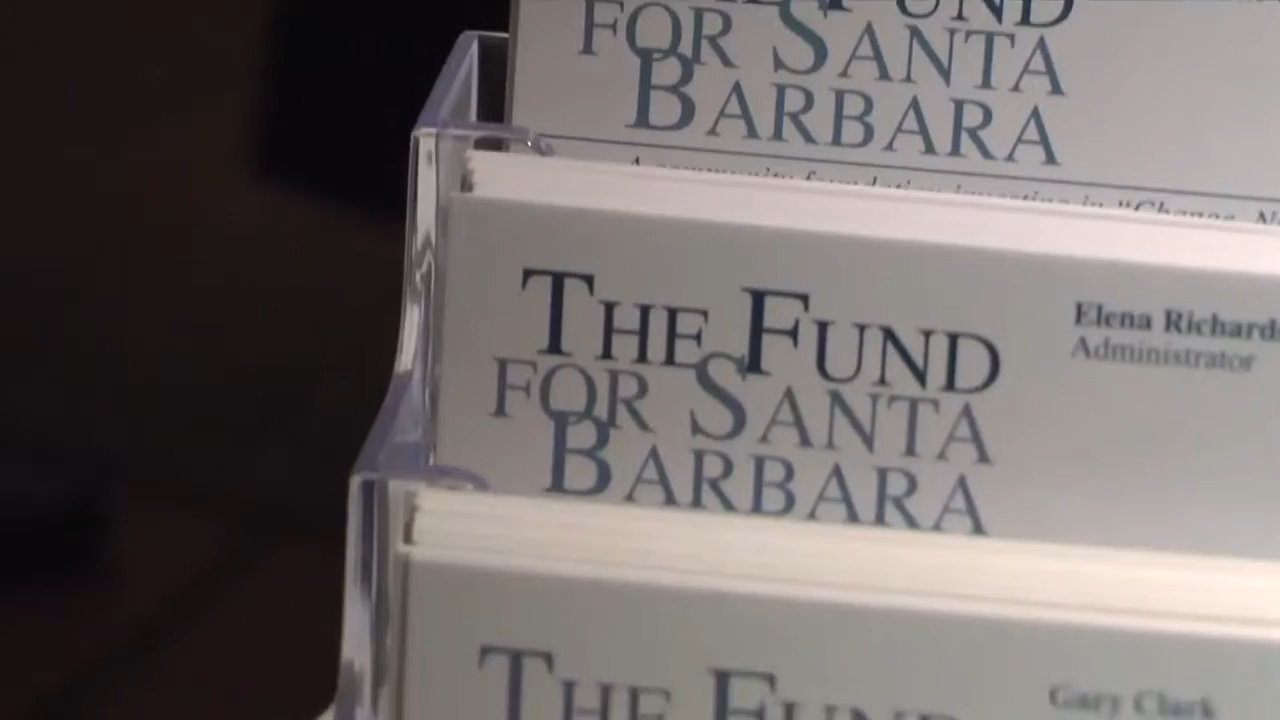 THE FUND
FOR SANTA
BARBARA
A community foundation investing in "Change, N
THE FUND
FOR SANTA
BARBARA
Elena Richard
Administrator
THE FUND
Gary Clark